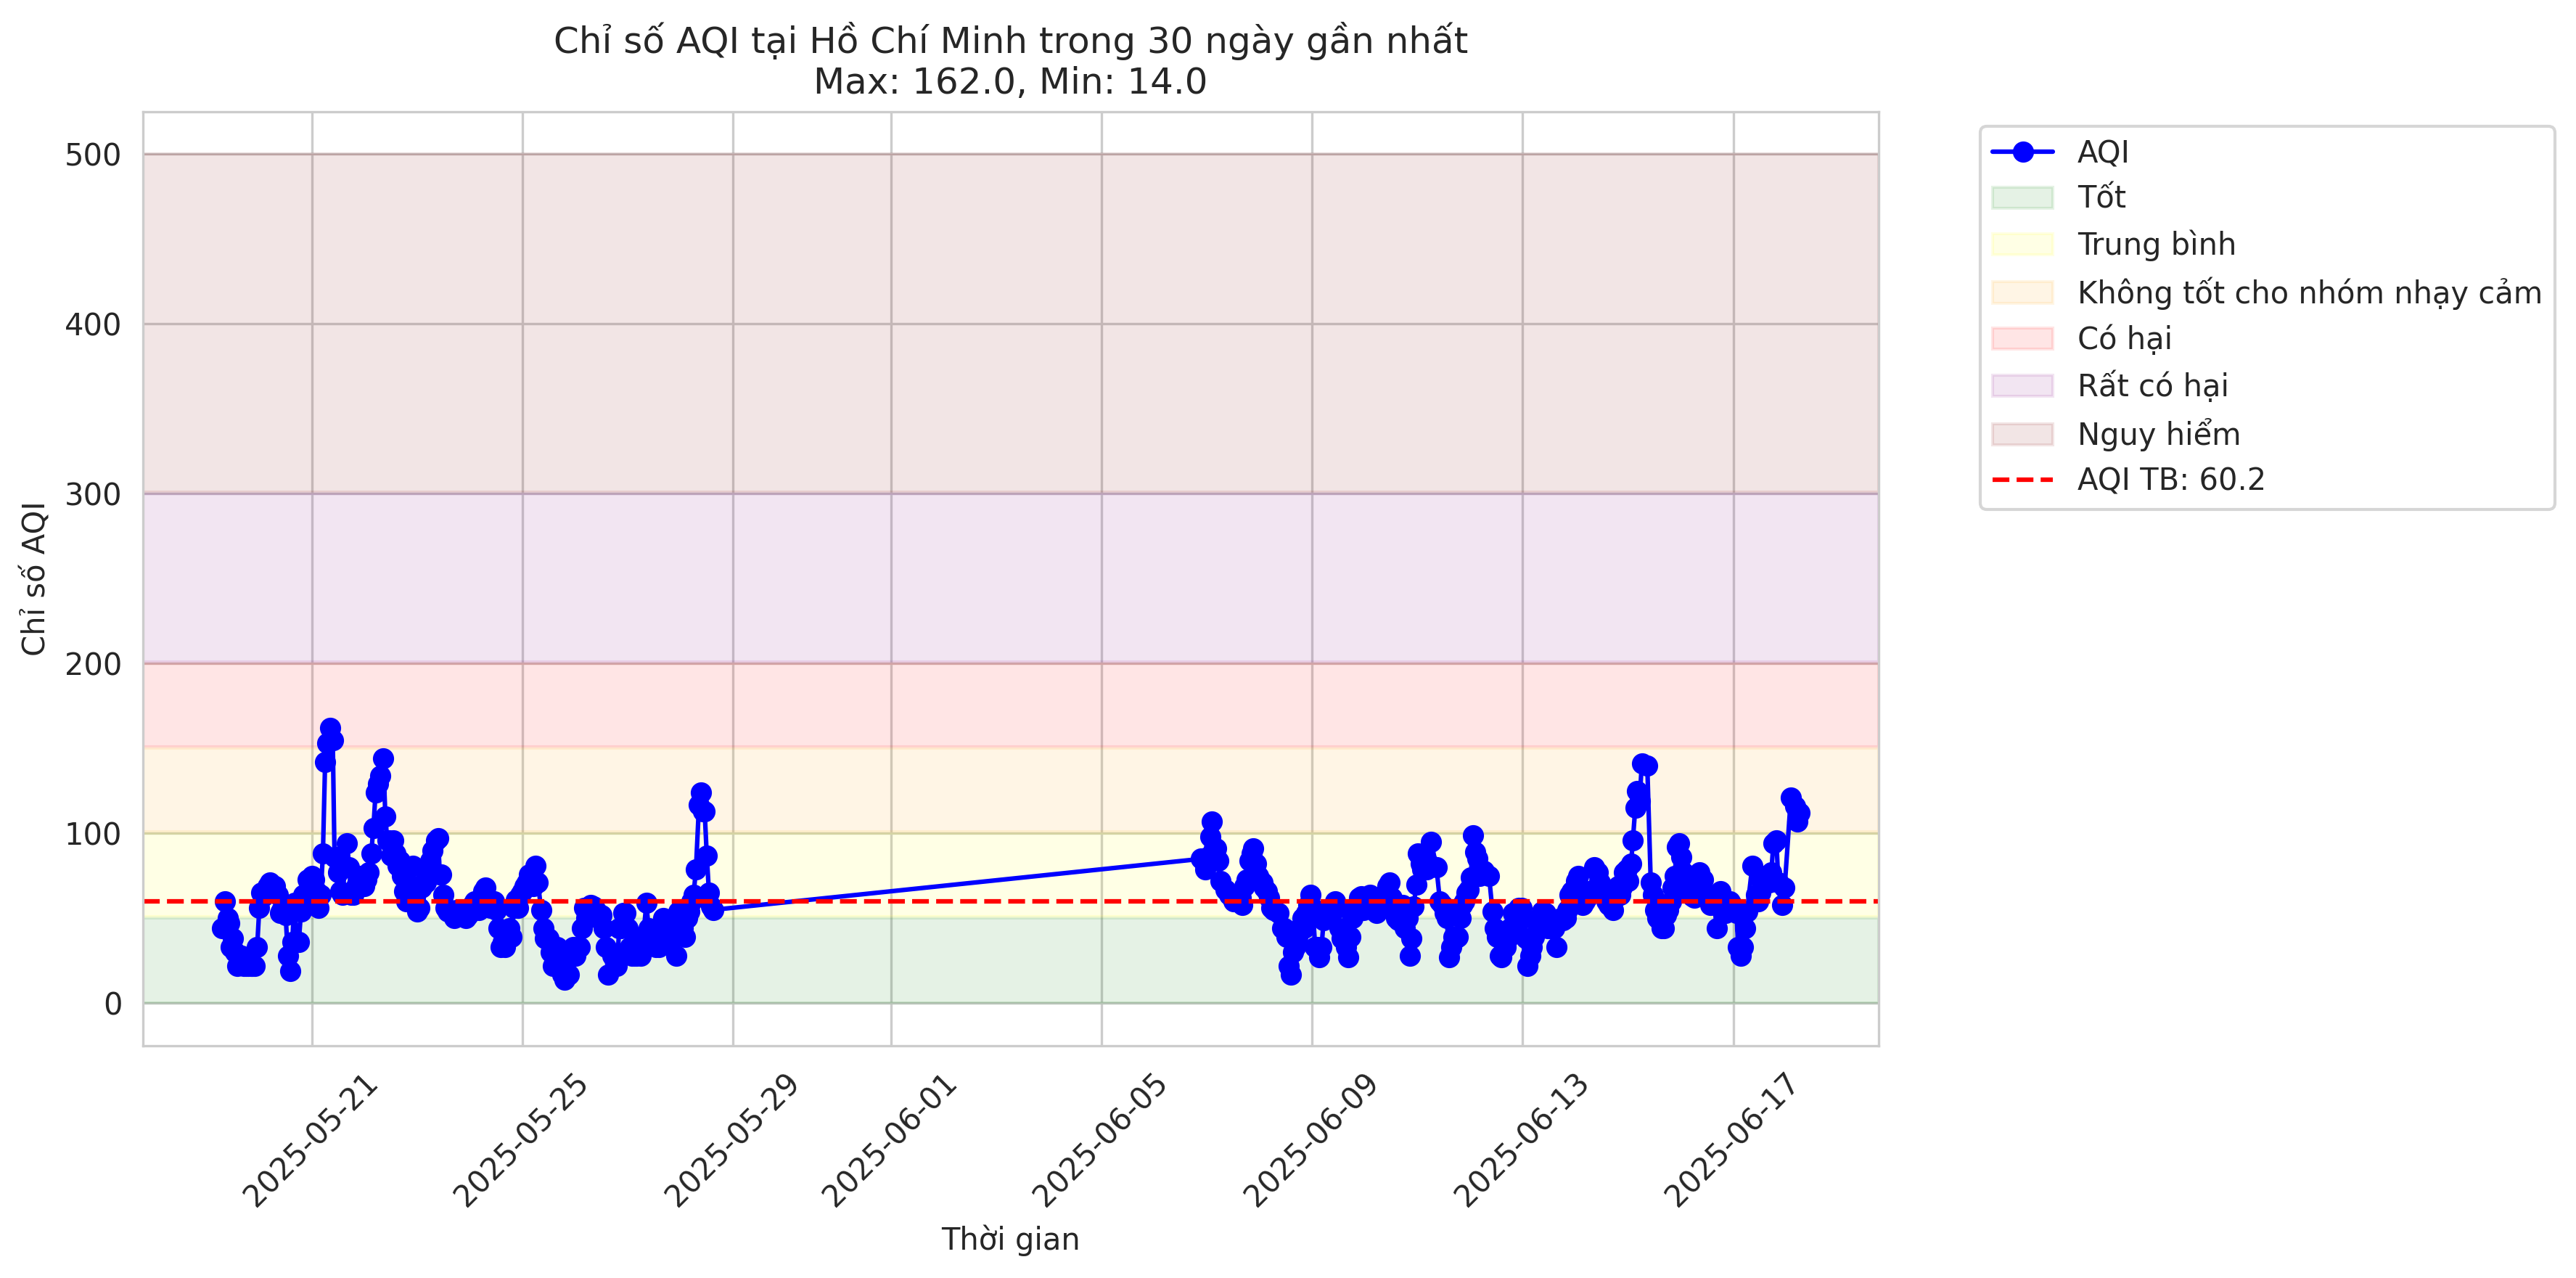 Chỉ số AQI tại Hồ Chí Minh trong 30 ngày gần nhất
Max: 162.0, Min: 14.0
Chỉ số AQI
500
400
300
200
100
0
2025-05-21
2025-05-25
2025-05-29
2025-06-01
2025-06-05
2025-06-09
2025-06-13
2025-06-17
Thời gian
AQI
Tốt
Trung bình
Không tốt cho nhóm nhạy cảm
Có hại
Rất có hại
Nguy hiểm
AQI TB: 60.2